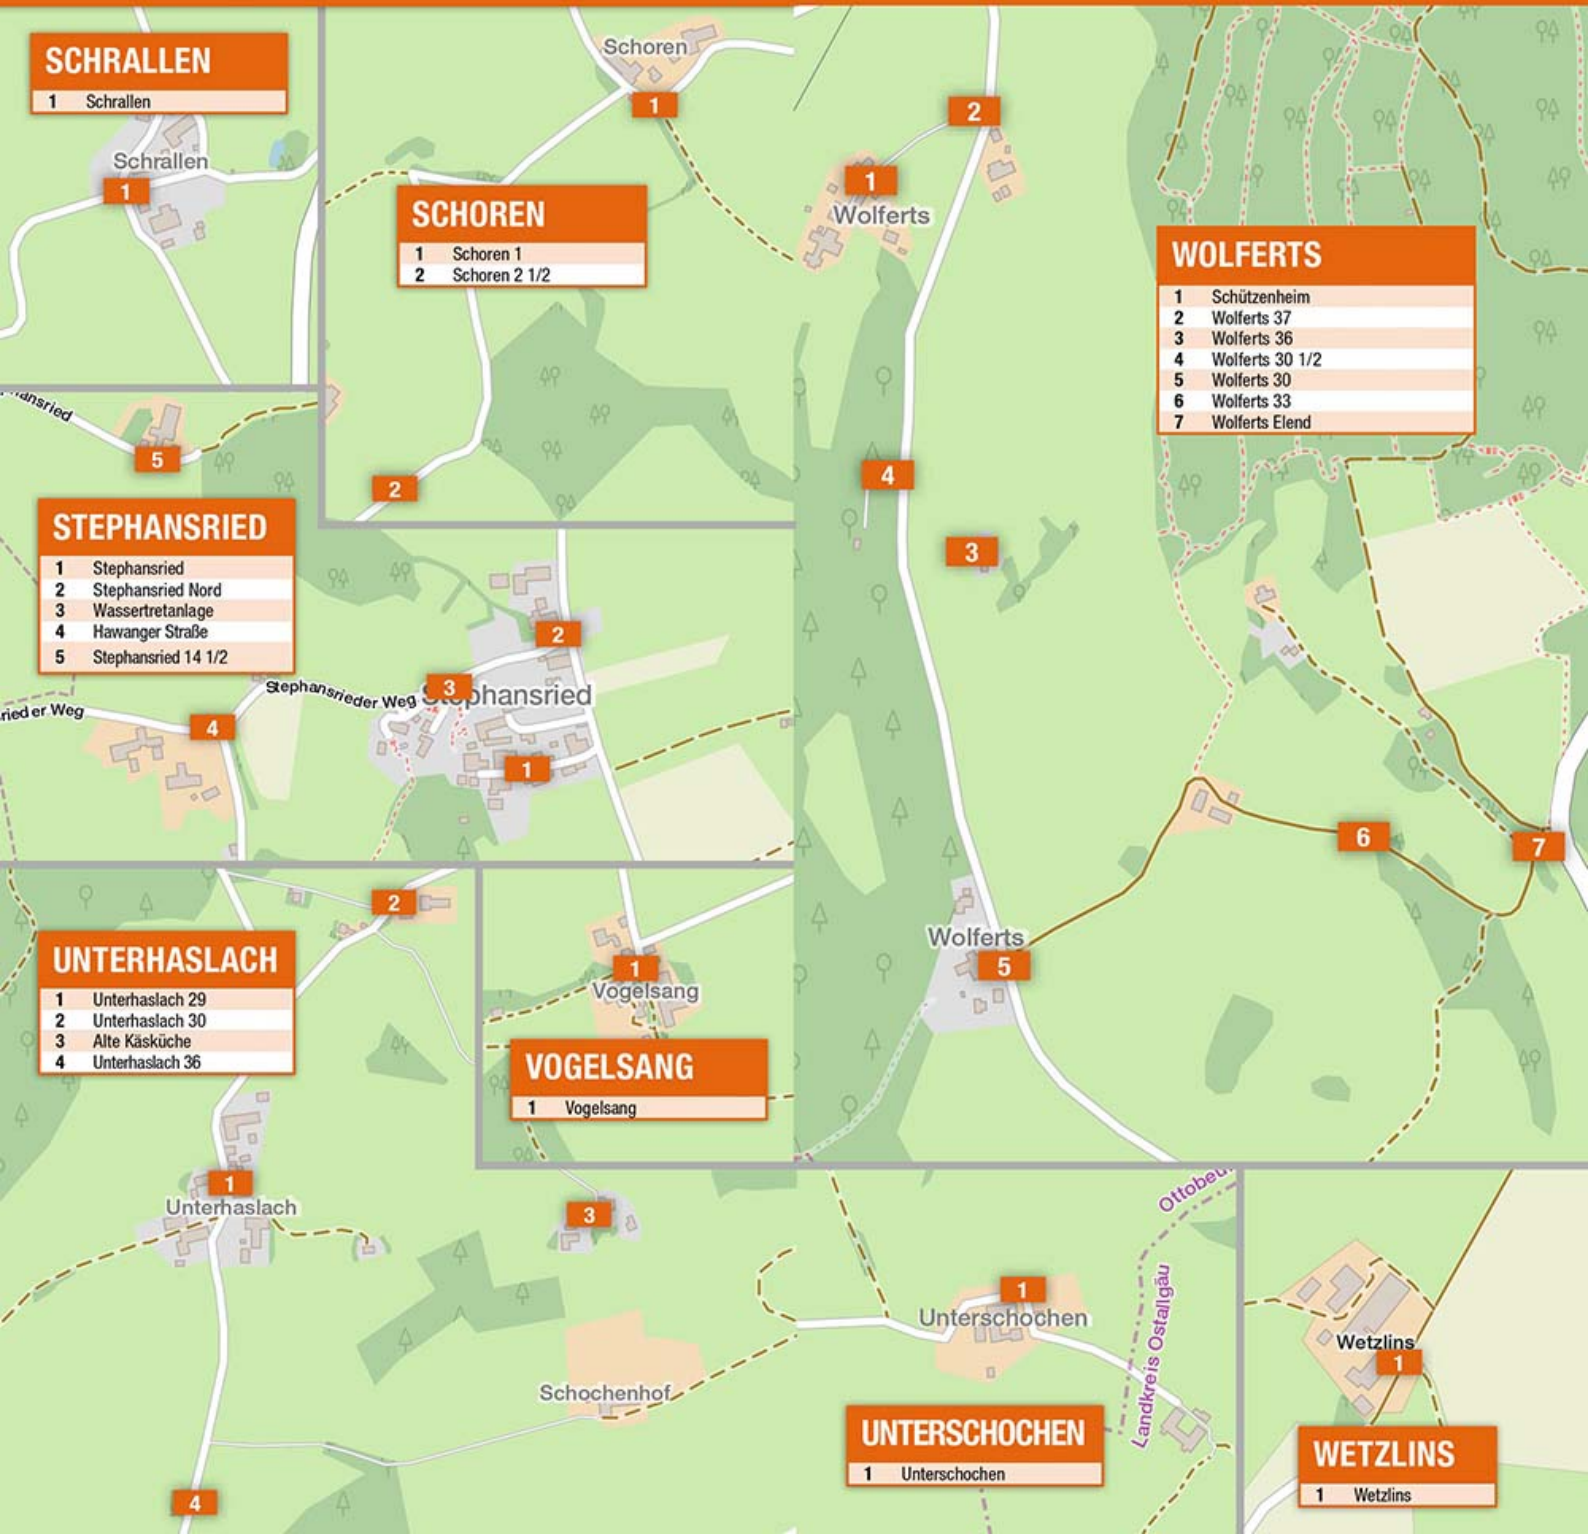 SCHRALLEN
1 Schrallen
Schrallen
1
Schoren
1
SCHOREN
1 Schoren 1
2 Schoren 2 1/2
2
2
1
Wolferts
WOLFERTS
1 Schützenheim
2 Wolferts 37
3 Wolferts 36
4 Wolferts 30 1/2
5 Wolferts 30
6 Wolferts 33
7 Wolferts Elend
4
3
6
7
Wolferts
5
5
STEPHANSRIED
1 Stephansried
2 Stephansried Nord
3 Wassertretanlage
4 Hawanger Straße
5 Stephansried 14 1/2
2
3
Stephansrieder Weg
Stephansried
rieder Weg
4
1
2
UNTERHASLACH
1 Unterhaslach 29
2 Unterhaslach 30
3 Alte Käsküche
4 Unterhaslach 36
1
Unterhaslach
3
Schochenhof
4
1
Vogelsang
VOGELSANG
1 Vogelsang
1
Unterschochen
Landkreis Ostallgäu
UNTERSCHOCHEN
1 Unterschochen
Wetzlins
1
WETZLINS
1 Wetzlins